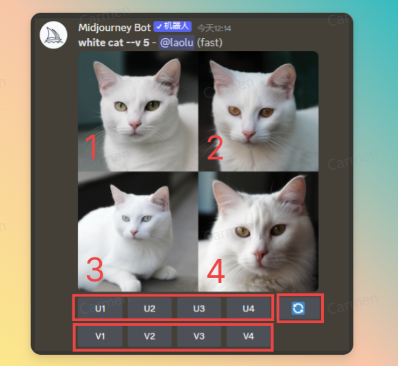 Midjourney Bot ✓机器人 今天12:14
white cat --v 5 - @laolu (fast)
1 2
3 4
U1 U2 U3 U4
V1 V2 V3 V4
Carmen